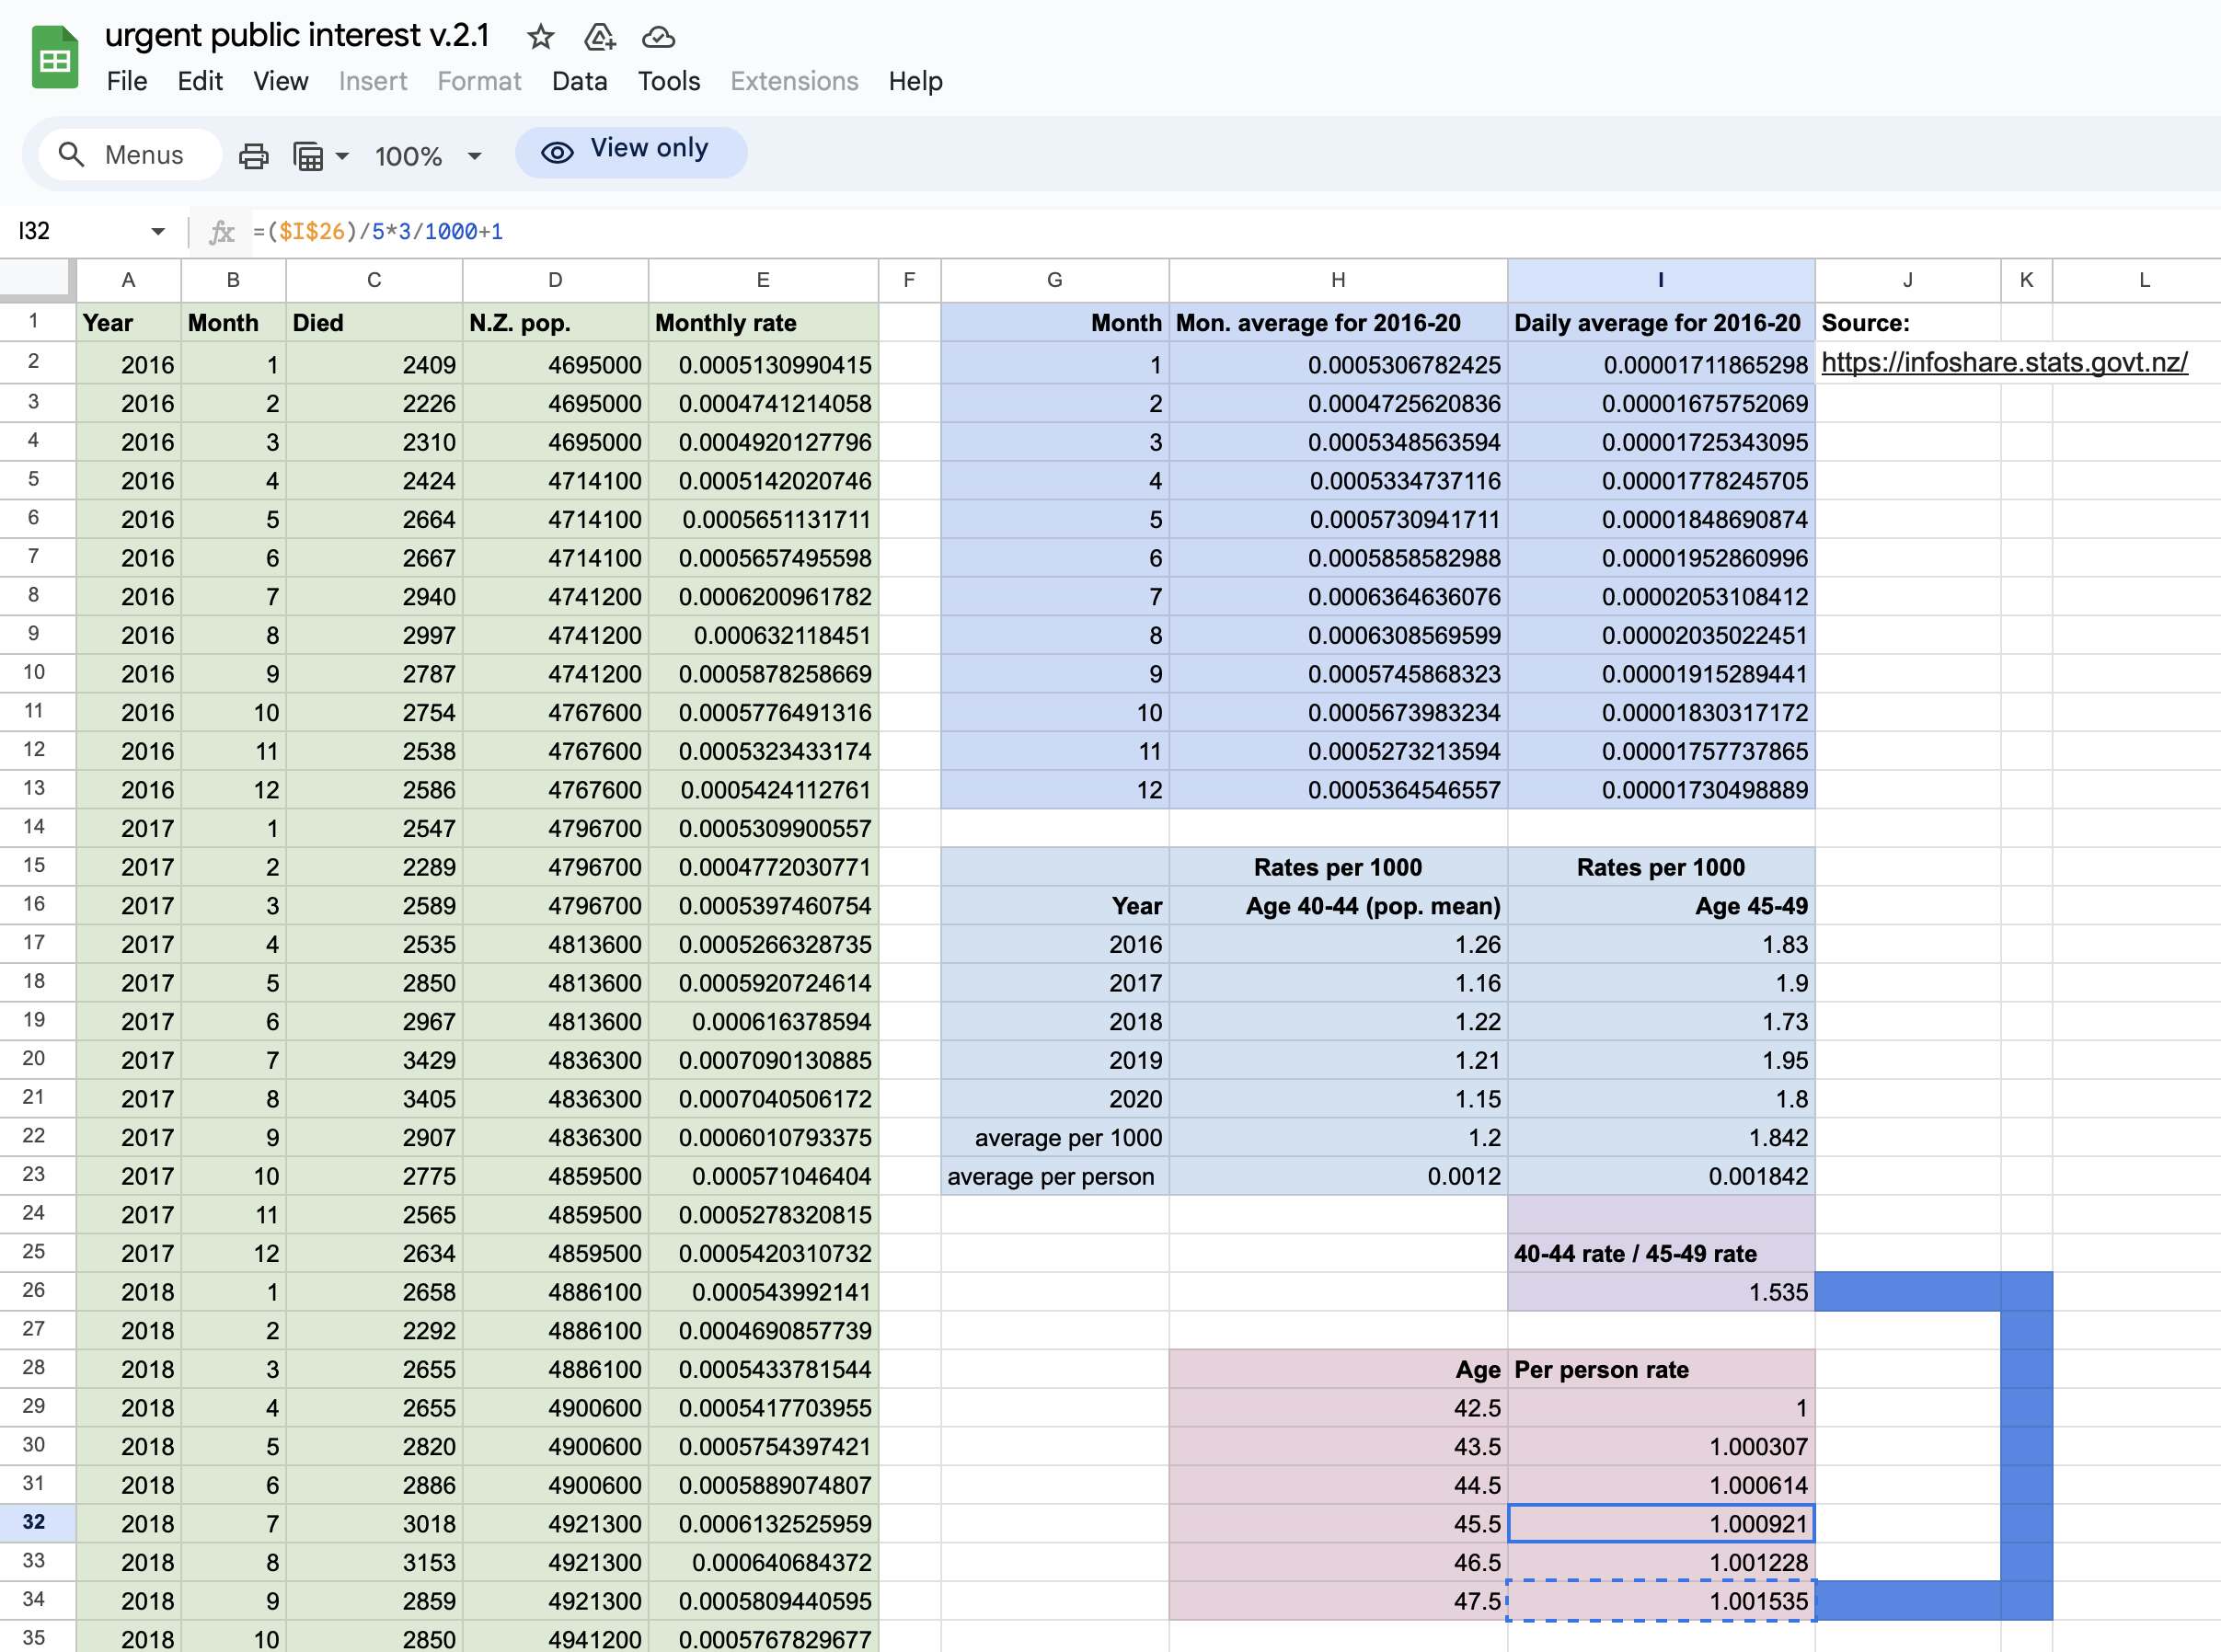 urgent public interest v.2.1
File Edit View Insert Format Data Tools Extensions Help
Menus 100% View only
I32 fx =($I$26)/5*3/1000+1
A B C D E F G H I J K L
1 Year Month Died N.Z. pop. Monthly rate Month Mon. average for 2016-20 Daily average for 2016-20 Source:
2 2016 1 2409 4695000 0.0005130990415 1 0.0005306782425 0.00001711865298 https://infoshare.stats.govt.nz/
3 2016 2 2226 4695000 0.0004741214058 2 0.0004725620836 0.00001675752069
4 2016 3 2310 4695000 0.0004920127796 3 0.0005348563594 0.00001725343095
5 2016 4 2424 4714100 0.0005142020746 4 0.0005334737116 0.00001778245705
6 2016 5 2664 4714100 0.0005651131711 5 0.0005730941711 0.00001848690874
7 2016 6 2667 4714100 0.0005657495598 6 0.0005858582988 0.00001952860996
8 2016 7 2940 4741200 0.0006200961782 7 0.0006364636076 0.00002053108412
9 2016 8 2997 4741200 0.000632118451 8 0.0006308569599 0.00002035022451
10 2016 9 2787 4741200 0.0005878258669 9 0.0005745868323 0.00001915289441
11 2016 10 2754 4767600 0.0005776491316 10 0.0005673983234 0.00001830317172
12 2016 11 2538 4767600 0.0005323433174 11 0.0005273213594 0.00001757737865
13 2016 12 2586 4767600 0.0005424112761 12 0.0005364546557 0.00001730498889
14 2017 1 2547 4796700 0.0005309900557
15 2017 2 2289 4796700 0.0004772030771 Rates per 1000 Rates per 1000
16 2017 3 2589 4796700 0.0005397460754 Year Age 40-44 (pop. mean) Age 45-49
17 2017 4 2535 4813600 0.0005266328735 2016 1.26 1.83
18 2017 5 2850 4813600 0.0005920724614 2017 1.16 1.9
19 2017 6 2967 4813600 0.000616378594 2018 1.22 1.73
20 2017 7 3429 4836300 0.0007090130885 2019 1.21 1.95
21 2017 8 3405 4836300 0.0007040506172 2020 1.15 1.8
22 2017 9 2907 4836300 0.0006010793375 average per 1000 1.2 1.842
23 2017 10 2775 4859500 0.000571046404 average per person 0.0012 0.001842
24 2017 11 2565 4859500 0.0005278320815
25 2017 12 2634 4859500 0.0005420310732 40-44 rate / 45-49 rate
26 2018 1 2658 4886100 0.000543992141 1.535
27 2018 2 2292 4886100 0.0004690857739
28 2018 3 2655 4886100 0.0005433781544 Age Per person rate
29 2018 4 2655 4900600 0.0005417703955 42.5 1
30 2018 5 2820 4900600 0.0005754397421 43.5 1.000307
31 2018 6 2886 4900600 0.0005889074807 44.5 1.000614
32 2018 7 3018 4921300 0.0006132525959 45.5 1.000921
33 2018 8 3153 4921300 0.000640684372 46.5 1.001228
34 2018 9 2859 4921300 0.0005809440595 47.5 1.001535
35 2018 10 2850 4941200 0.0005767829677